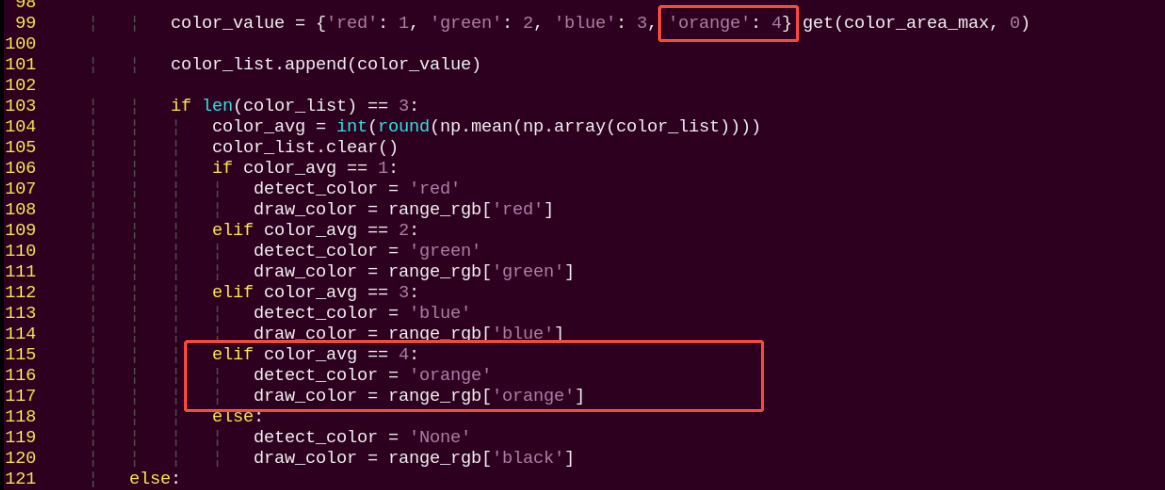 98
99 color_value = {'red': 1, 'green': 2, 'blue': 3, 'orange': 4}.get(color_area_max, 0)
100
101 color_list.append(color_value)
102
103 if len(color_list) == 3:
104 color_avg = int(round(np.mean(np.array(color_list))))
105 color_list.clear()
106 if color_avg == 1:
107 detect_color = 'red'
108 draw_color = range_rgb['red']
109 elif color_avg == 2:
110 detect_color = 'green'
111 draw_color = range_rgb['green']
112 elif color_avg == 3:
113 detect_color = 'blue'
114 draw_color = range_rgb['blue']
115 elif color_avg == 4:
116 detect_color = 'orange'
117 draw_color = range_rgb['orange']
118 else:
119 detect_color = 'None'
120 draw_color = range_rgb['black']
121 else: